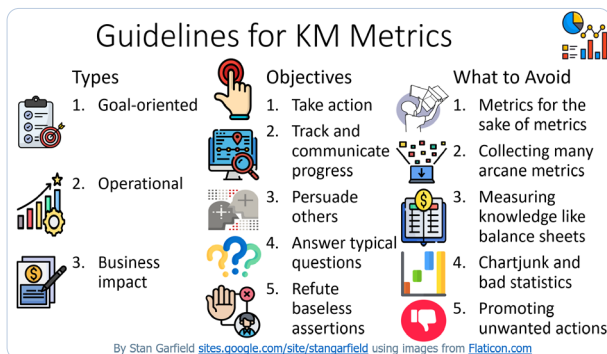 Guidelines for KM Metrics
Types
1. Goal-oriented
2. Operational
3. Business
impact
Objectives
1. Take action
2. Track and
communicate
progress
3. Persuade
others
4. Answer typical
questions
5. Refute
baseless
assertions
What to Avoid
1. Metrics for the
sake of metrics
2. Collecting many
arcane metrics
3. Measuring
knowledge like
balance sheets
4. Chartjunk and
bad statistics
5. Promoting
unwanted actions
By Stan Garfield sites.google.com/site/stangarfield using images from Flaticon.com